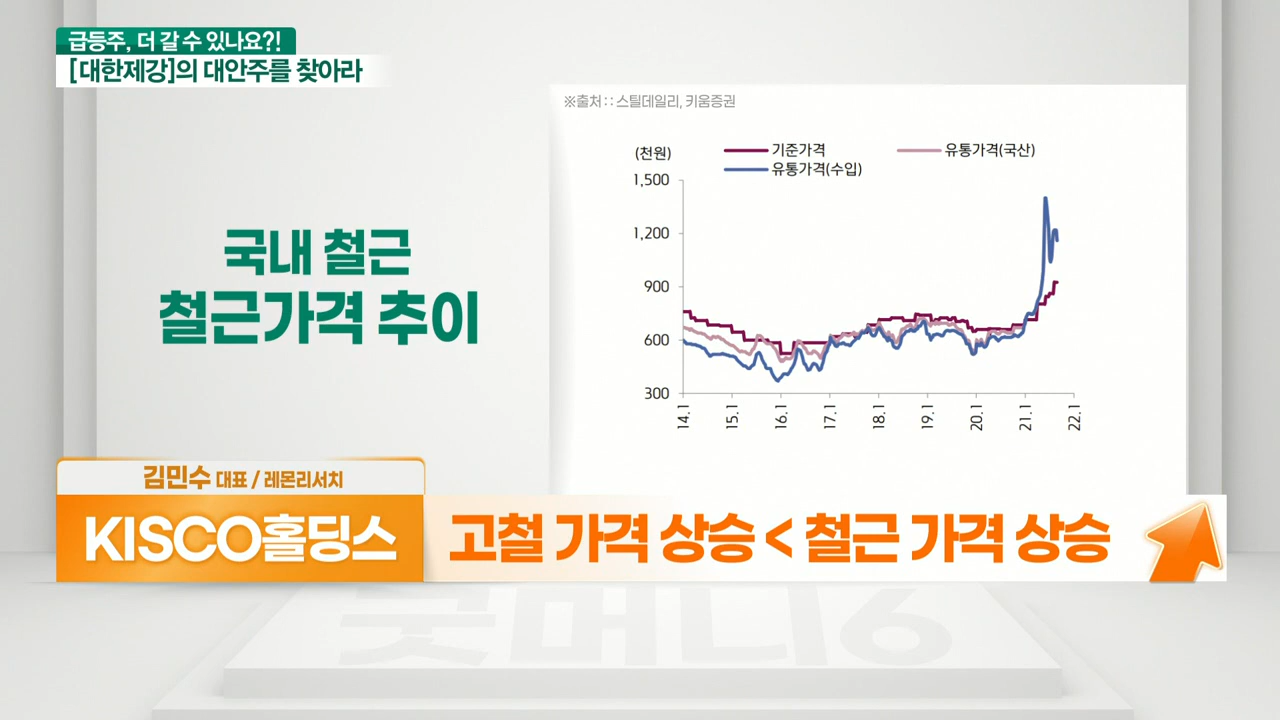 급등주, 더 갈 수 있나요?!
[대한제강]의 대안주를 찾아라
※출처 : : 스틸데일리, 키움증권
국내 철근
철근가격 추이
(천원)
기준가격
유통가격(국산)
유통가격(수입)
1,500
1,200
900
600
300
14.1
15.1
16.1
17.1
18.1
19.1
20.1
21.1
22.1
김민수 대표 / 레몬리서치
KISCO홀딩스
고철 가격 상승 < 철근 가격 상승
굿머니6